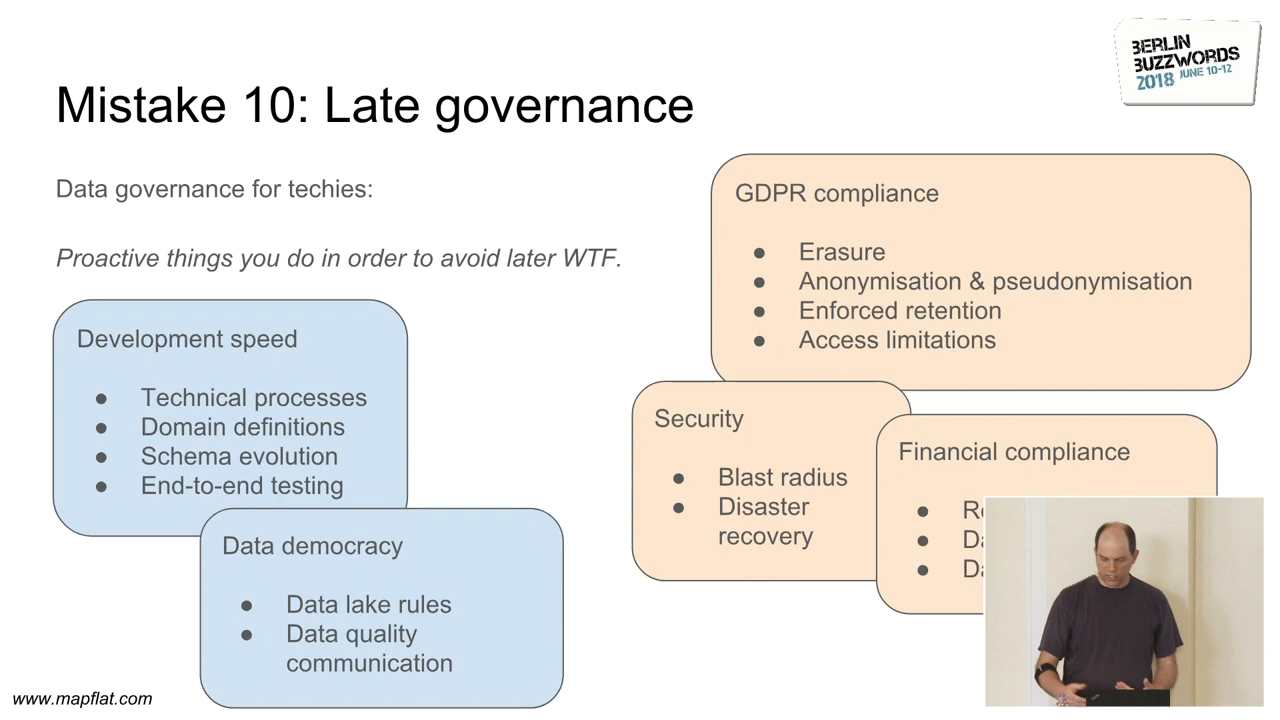 BERLIN
BUZZWORDS
2018 JUNE 10-12
Mistake 10: Late governance
Data governance for techies:
Proactive things you do in order to avoid later WTF.
Development speed
● Technical processes
● Domain definitions
● Schema evolution
● End-to-end testing
Data democracy
● Data lake rules
● Data quality
communication
GDPR compliance
● Erasure
● Anonymisation & pseudonymisation
● Enforced retention
● Access limitations
Security
● Blast radius
● Disaster
recovery
Financial compliance
www.mapflat.com